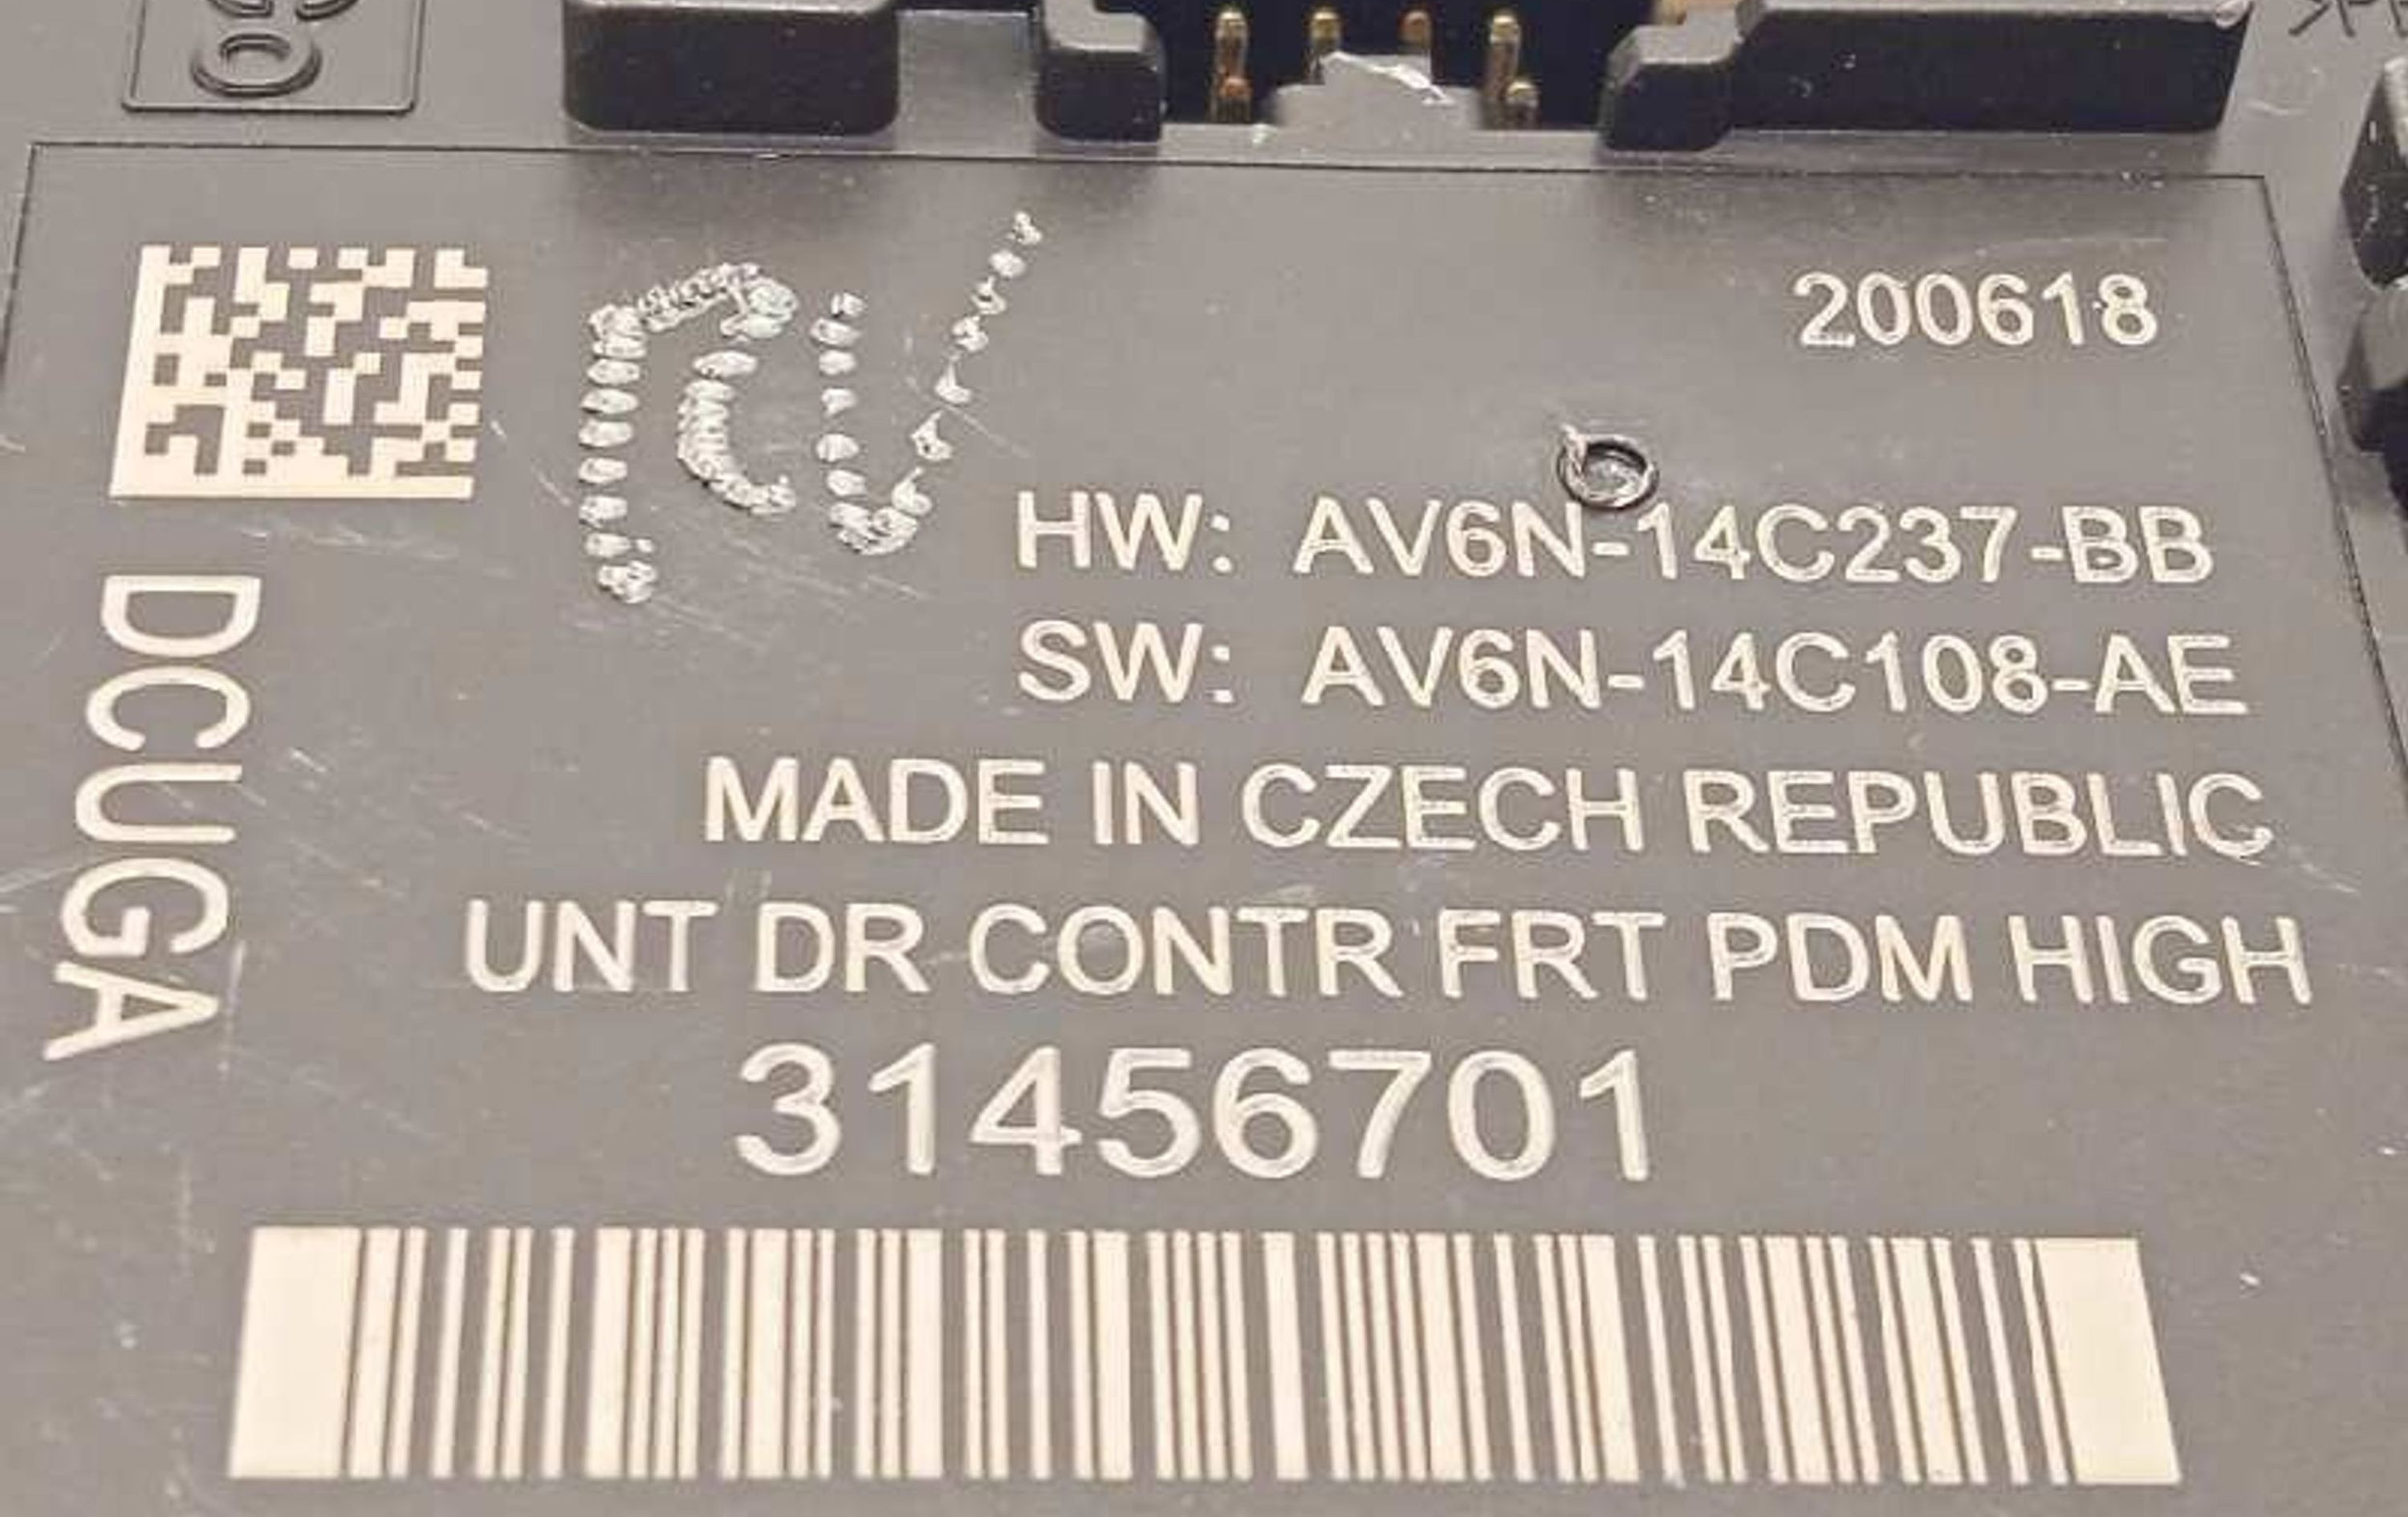 200618
HW: AV6N-14C237-BB
SW: AV6N-14C108-AE
MADE IN CZECH REPUBLIC
UNT DR CONTR FRT PDM HIGH
31456701
DCUGA